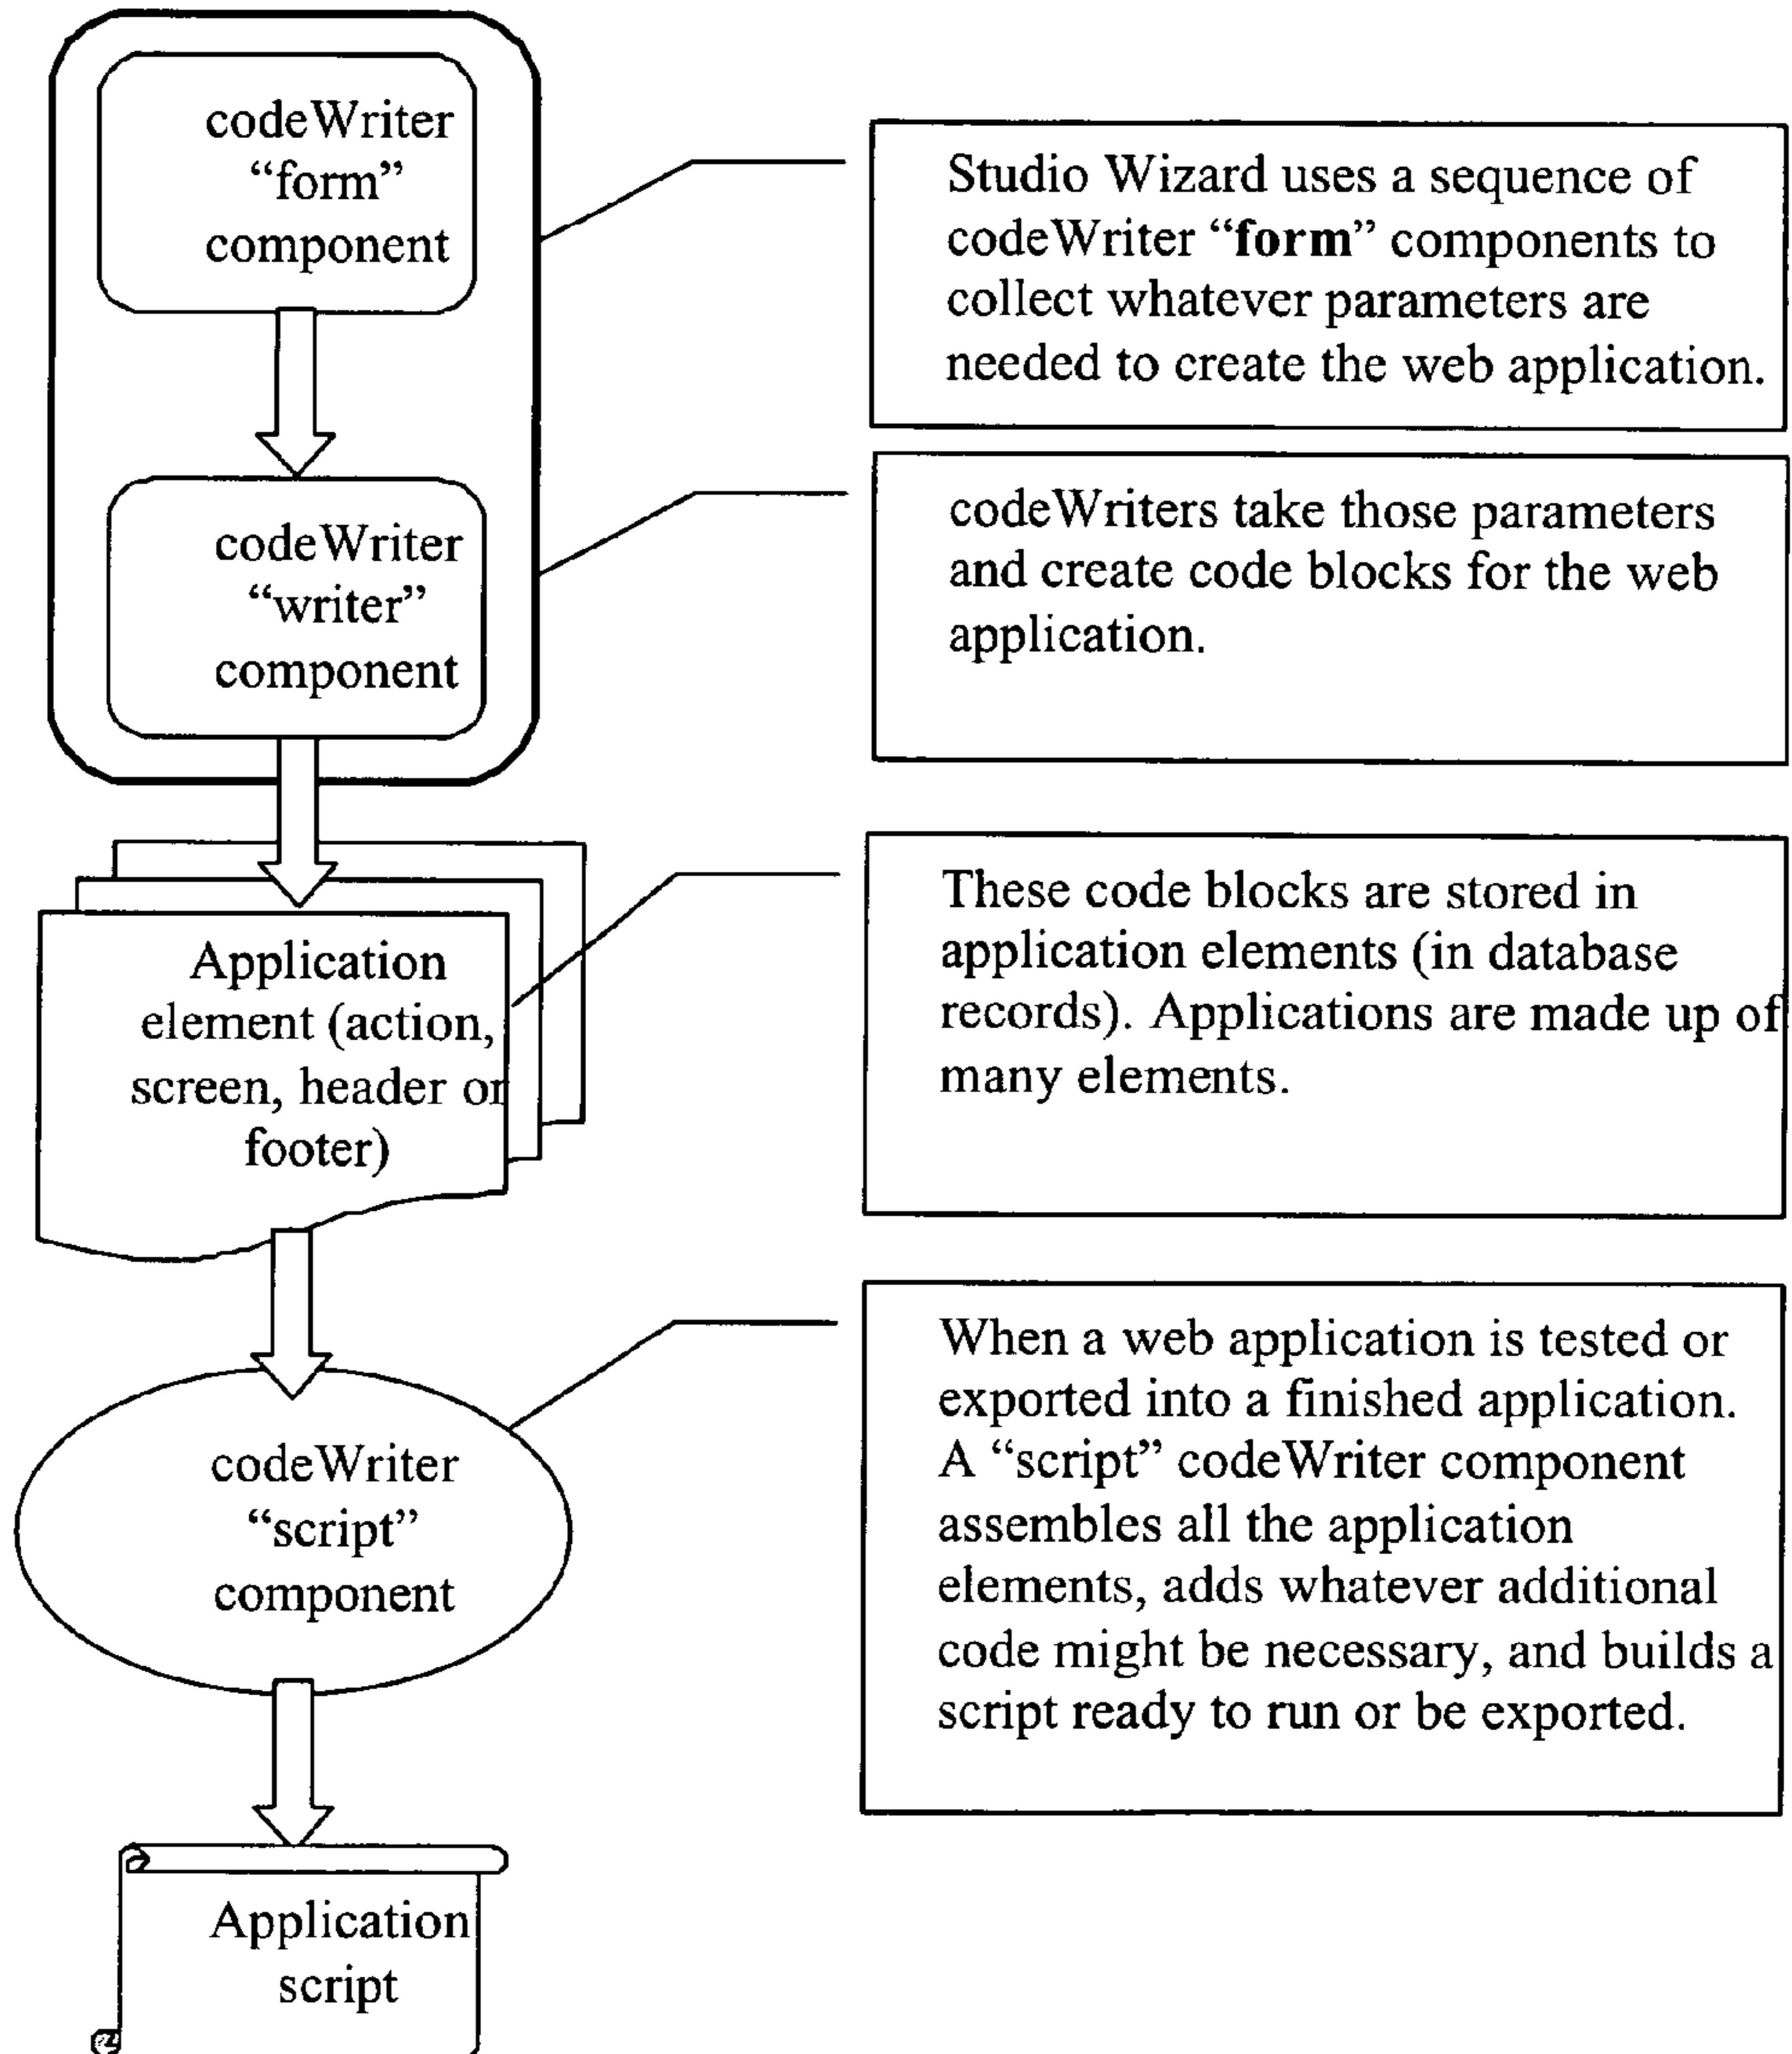 codeWriter
“form”
component
Studio Wizard uses a sequence of
codeWriter “form” components to
collect whatever parameters are
needed to create the web application.
codeWriter
“writer”
component
codeWriters take those parameters
and create code blocks for the web
application.
Application
element (action,
screen, header or
footer)
These code blocks are stored in
application elements (in database
records). Applications are made up of
many elements.
codeWriter
“script”
component
When a web application is tested or
exported into a finished application.
A “script” codeWriter component
assembles all the application
elements, adds whatever additional
code might be necessary, and builds a
script ready to run or be exported.
Application
script